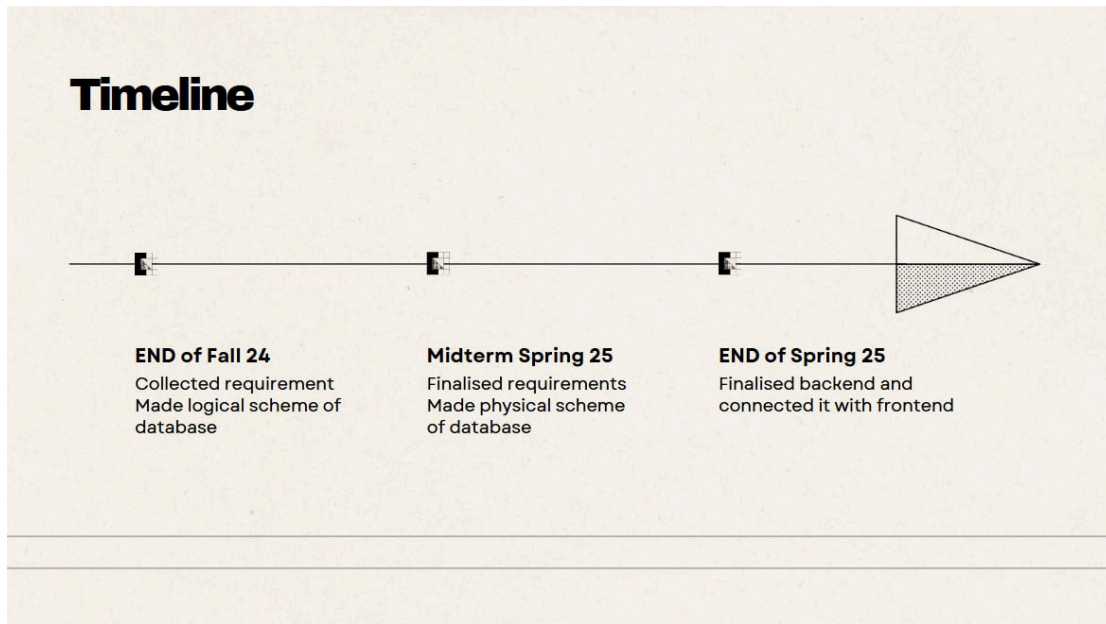 Timeline
END of Fall 24
Collected requirement
Made logical scheme of
database
Midterm Spring 25
Finalised requirements
Made physical scheme
of database
END of Spring 25
Finalised backend and
connected it with frontend